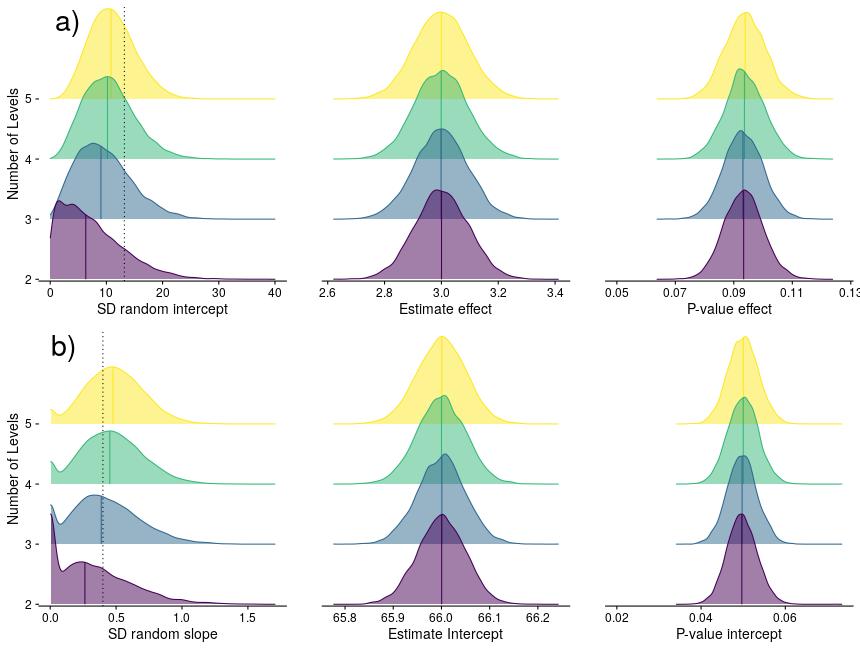 a)
Number of Levels
5
4
3
2
0 10 20 30 40
SD random intercept
2.6 2.8 3.0 3.2 3.4
Estimate effect
0.05 0.07 0.09 0.11 0.13
P-value effect
b)
Number of Levels
5
4
3
2
0.0 0.5 1.0 1.5
SD random slope
65.8 65.9 66.0 66.1 66.2
Estimate Intercept
0.02 0.04 0.06
P-value intercept